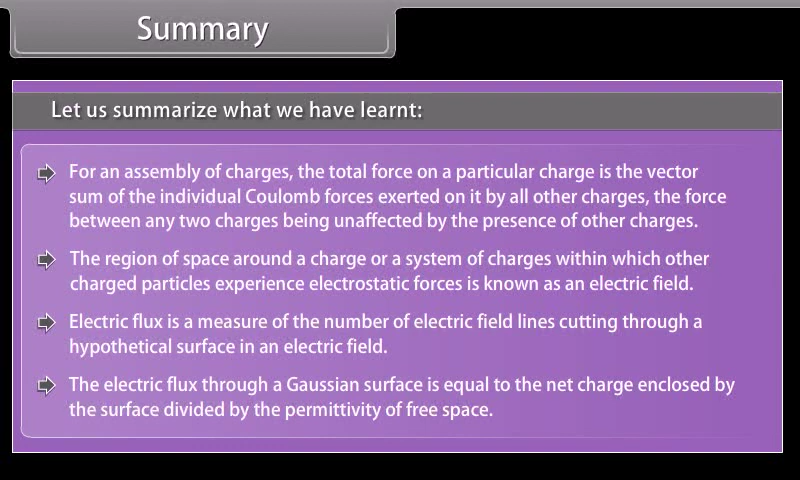 Summary
Let us summarize what we have learnt:
For an assembly of charges, the total force on a particular charge is the vector
sum of the individual Coulomb forces exerted on it by all other charges, the force
between any two charges being unaffected by the presence of other charges.
The region of space around a charge or a system of charges within which other
charged particles experience electrostatic forces is known as an electric field.
Electric flux is a measure of the number of electric field lines cutting through a
hypothetical surface in an electric field.
The electric flux through a Gaussian surface is equal to the net charge enclosed by
the surface divided by the permittivity of free space.